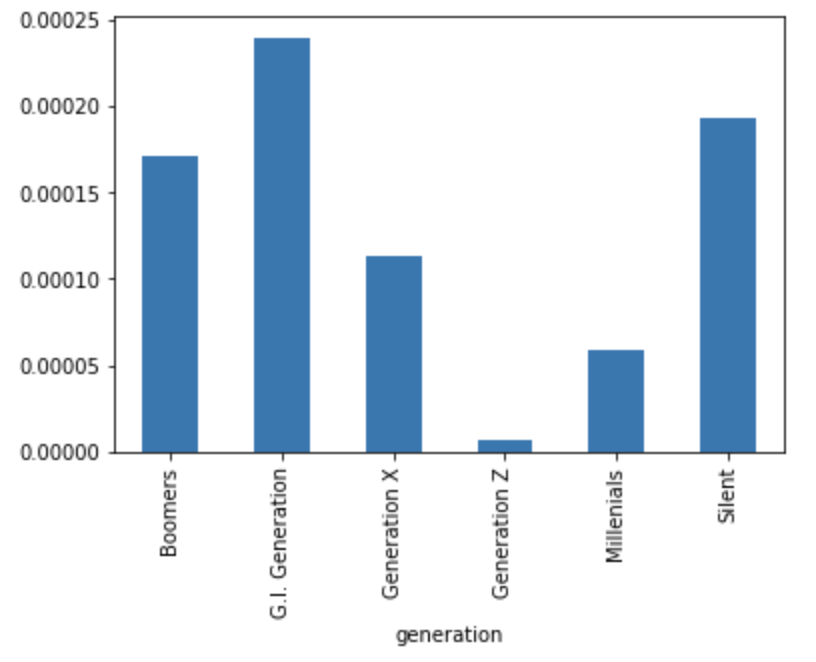 0.00025
0.00020
0.00015
0.00010
0.00005
0.00000
Boomers
G.I. Generation
Generation X
Generation Z
Millenials
Silent
generation